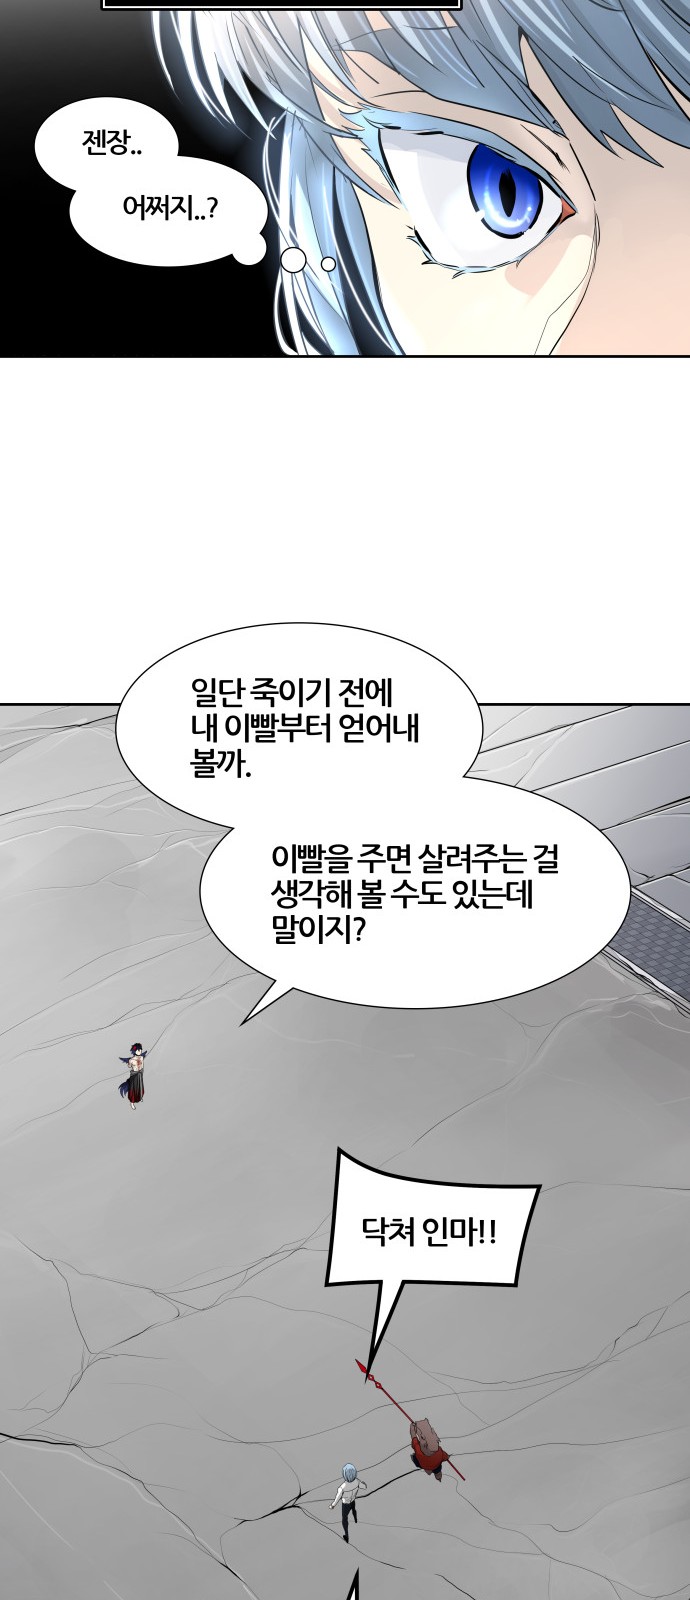 젠장..
어쩌지..?
일단 죽이기 전에
내 이빨부터 얻어내
볼까.
이빨을 주면 살려주는 걸
생각해 볼 수도 있는데
말이지?
닥쳐 인마!!